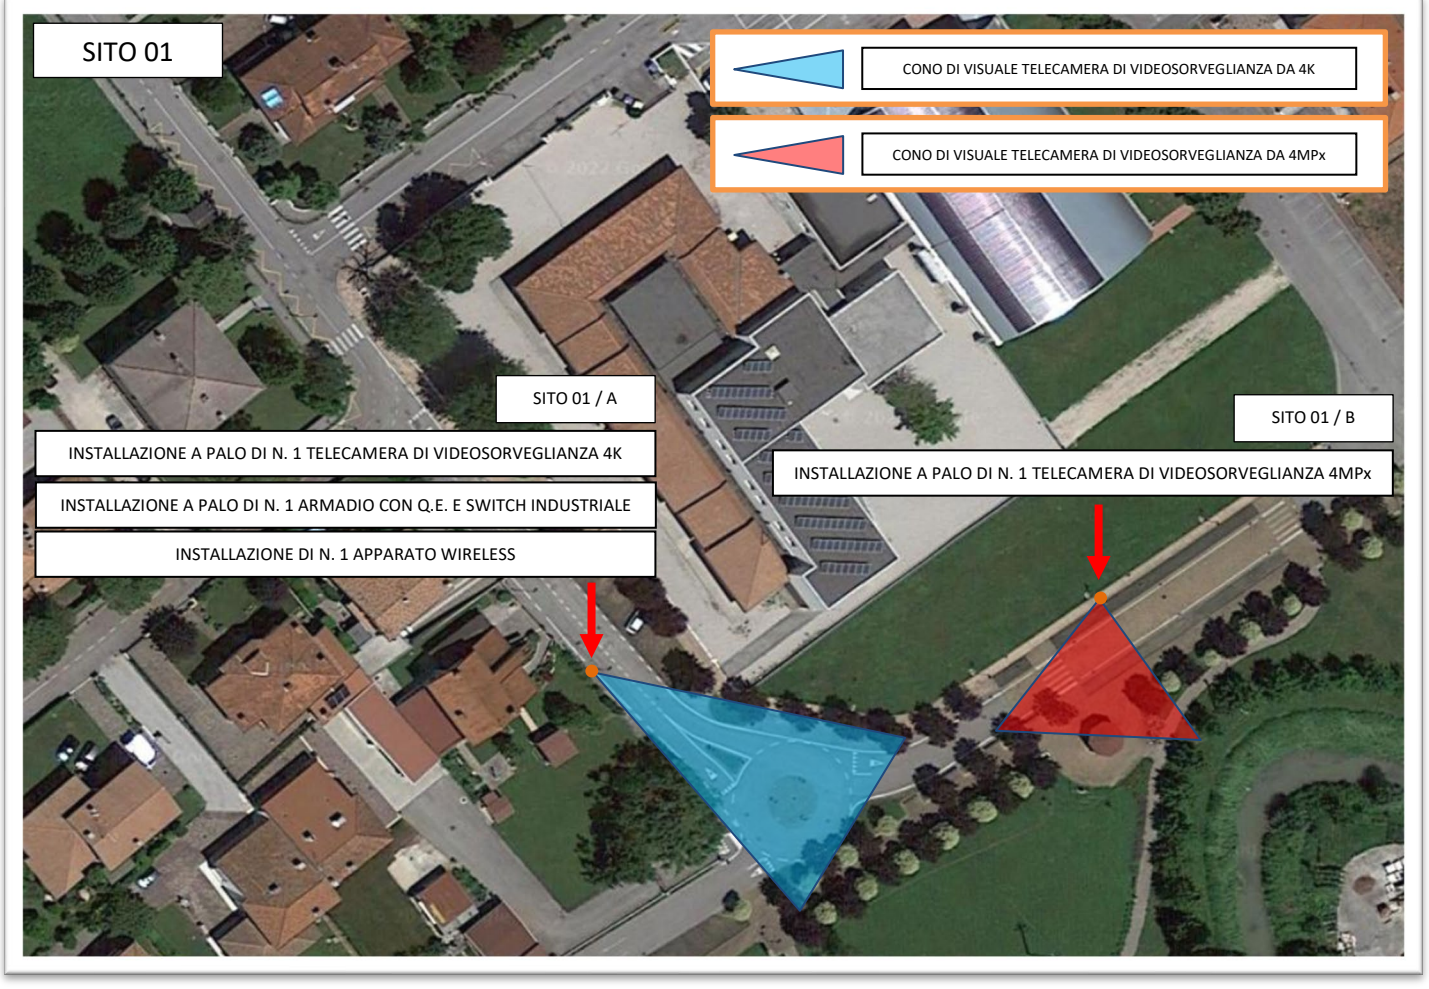 SITO 01
CONO DI VISUALE TELECAMERA DI VIDEOSORVEGLIANZA DA 4K
CONO DI VISUALE TELECAMERA DI VIDEOSORVEGLIANZA DA 4MPx
SITO 01 / A
INSTALLAZIONE A PALO DI N. 1 TELECAMERA DI VIDEOSORVEGLIANZA 4K
INSTALLAZIONE A PALO DI N. 1 ARMADIO CON Q.E. E SWITCH INDUSTRIALE
INSTALLAZIONE DI N. 1 APPARATO WIRELESS
SITO 01 / B
INSTALLAZIONE A PALO DI N. 1 TELECAMERA DI VIDEOSORVEGLIANZA 4MPx